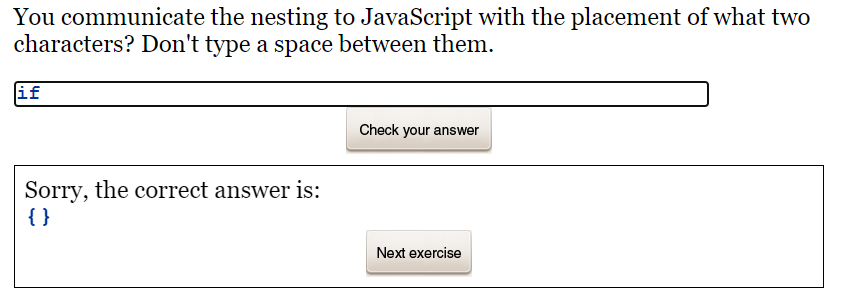 You communicate the nesting to JavaScript with the placement of what two
characters? Don't type a space between them.
if
Check your answer
Sorry, the correct answer is:
{}
Next exercise